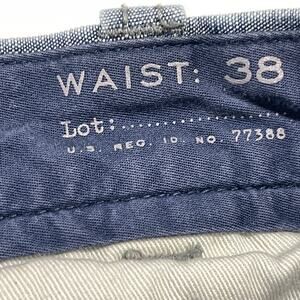 WAIST: 38
Lot:....................
U.S. REG. ID. NO. 77388